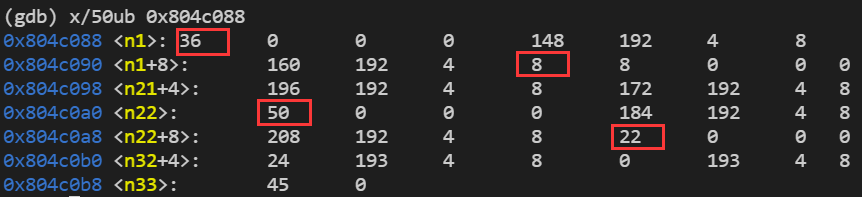 (gdb) x/50ub 0x804c088
0x804c088 <n1>: 36 0 0 0 148 192 4 8
0x804c090 <n1+8>: 160 192 4 8 8 0 0 0
0x804c098 <n21+4>: 196 192 4 8 172 192 4 8
0x804c0a0 <n22>: 50 0 0 0 184 192 4 8
0x804c0a8 <n22+8>: 208 192 4 8 22 0 0 0
0x804c0b0 <n32+4>: 24 193 4 8 0 193 4 8
0x804c0b8 <n33>: 45 0